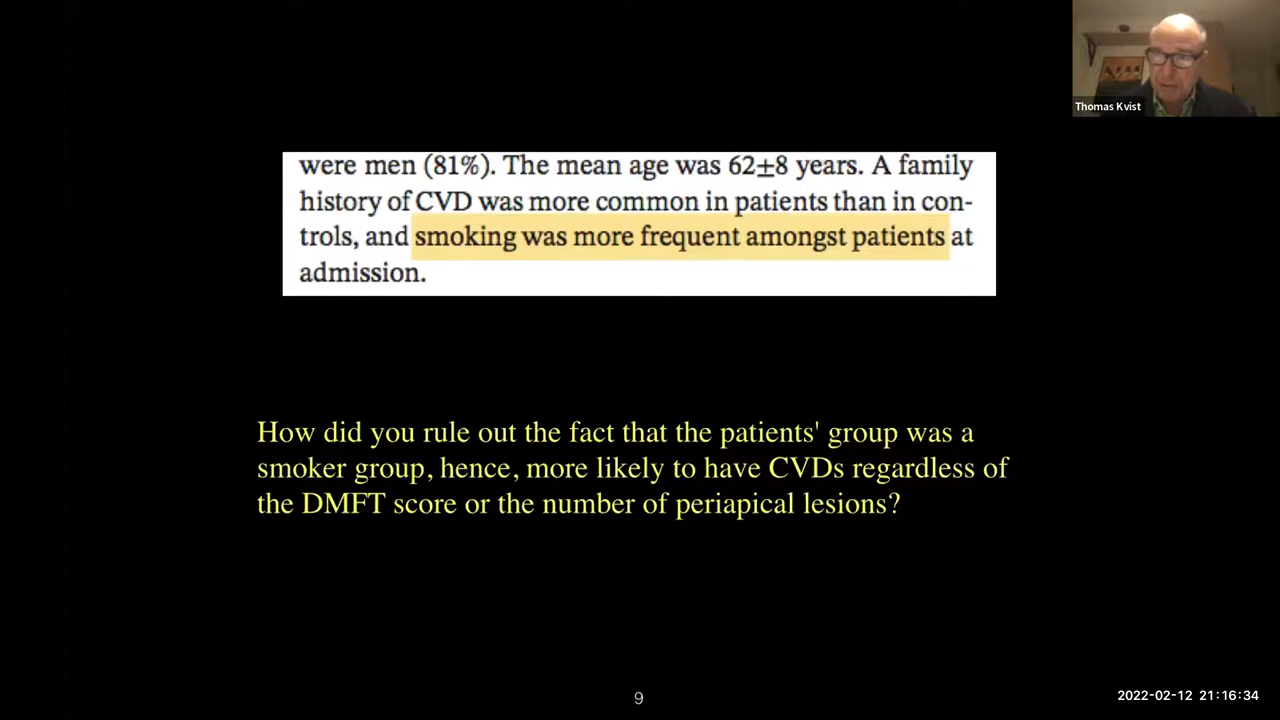 Thomas Kvist
were men (81%). The mean age was 62±8 years. A family
history of CVD was more common in patients than in con-
trols, and smoking was more frequent amongst patients at
admission.
How did you rule out the fact that the patients' group was a
smoker group, hence, more likely to have CVDs regardless of
the DMFT score or the number of periapical lesions?
9
2022-02-12 21:16:34